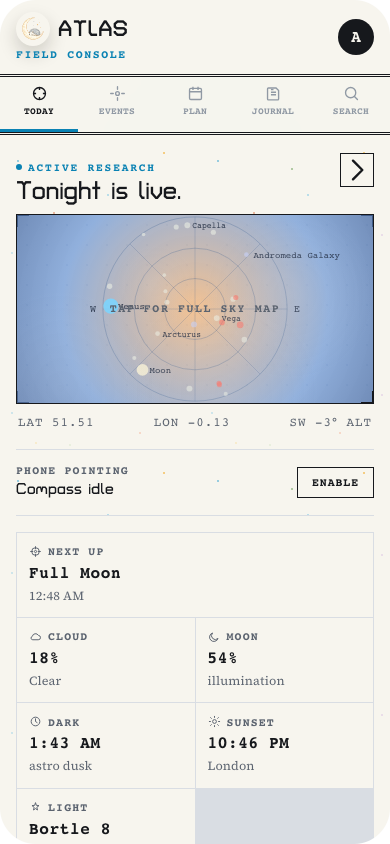 ATLAS
FIELD CONSOLE
A
TODAY
EVENTS
PLAN
JOURNAL
SEARCH
ACTIVE RESEARCH
Tonight is live.
Capella
Andromeda Galaxy
W TAP FOR FULL SKY MAP E
Venus
Vega
Arcturus
Moon
LAT 51.51 LON -0.13 SW -3° ALT
PHONE POINTING
Compass idle
ENABLE
NEXT UP
Full Moon
12:48 AM
CLOUD
18%
Clear
MOON
54%
illumination
DARK
1:43 AM
astro dusk
SUNSET
10:46 PM
London
LIGHT
Bortle 8